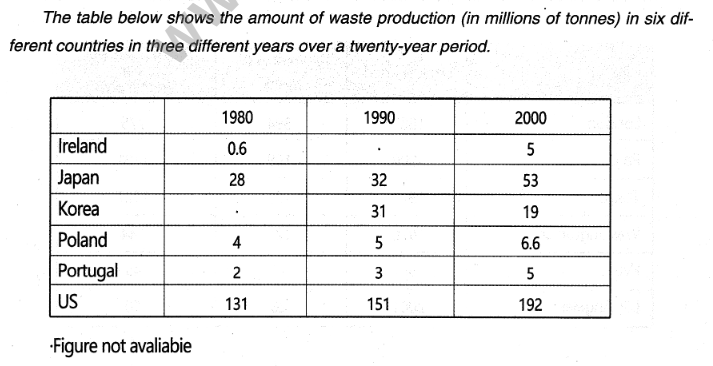 The table below shows the amount of waste production (in millions of tonnes) in six dif-
ferent countries in three different years over a twenty-year period.
1980 1990 2000
Ireland 0.6 · 5
Japan 28 32 53
Korea · 31 19
Poland 4 5 6.6
Portugal 2 3 5
US 131 151 192
·Figure not avaliabie